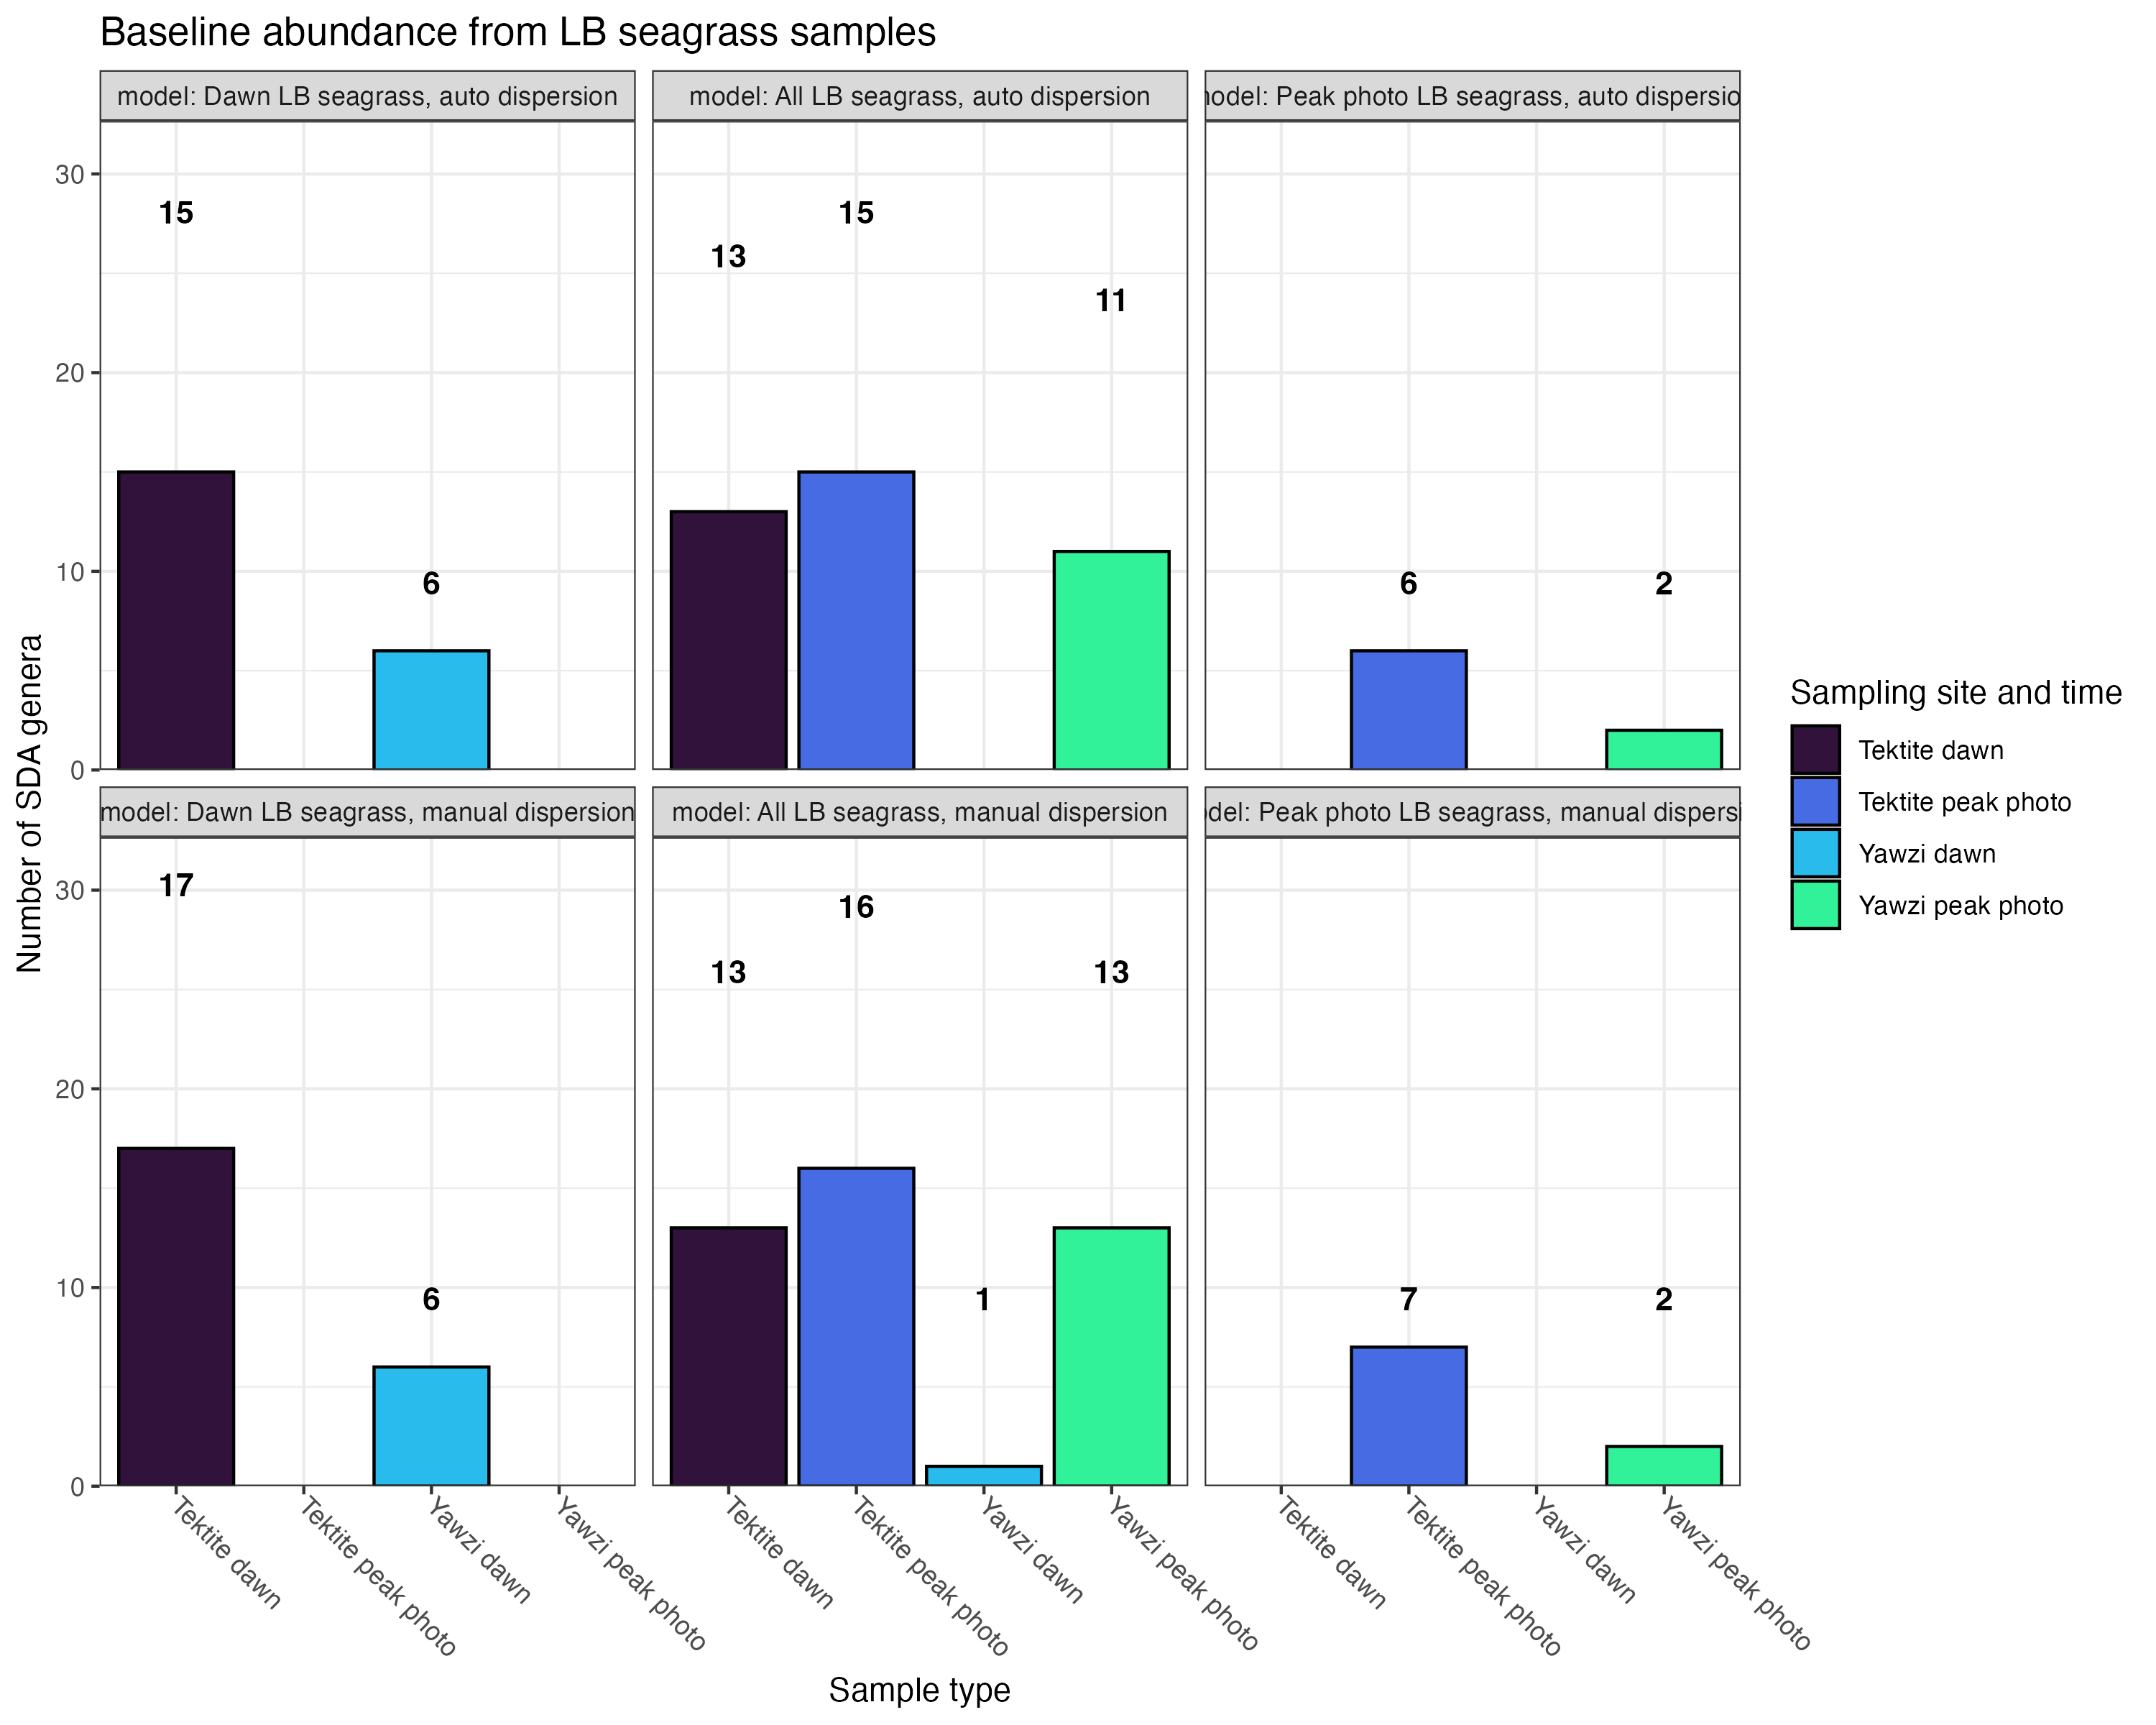 Baseline abundance from LB seagrass samples
model: Dawn LB seagrass, auto dispersion
model: All LB seagrass, auto dispersion
odel: Peak photo LB seagrass, auto dispersio
30
20
10
0
15
6
13
15
11
6
2
Number of SDA genera
model: Dawn LB seagrass, manual dispersion
model: All LB seagrass, manual dispersion
odel: Peak photo LB seagrass, manual dispersi
30
20
10
0
17
6
13
16
1
13
7
2
Tektite dawn
Tektite peak photo
Yawzi dawn
Yawzi peak photo
Tektite dawn
Tektite peak photo
Yawzi dawn
Yawzi peak photo
Tektite dawn
Tektite peak photo
Yawzi dawn
Yawzi peak photo
Sample type
Sampling site and time
Tektite dawn
Tektite peak photo
Yawzi dawn
Yawzi peak photo